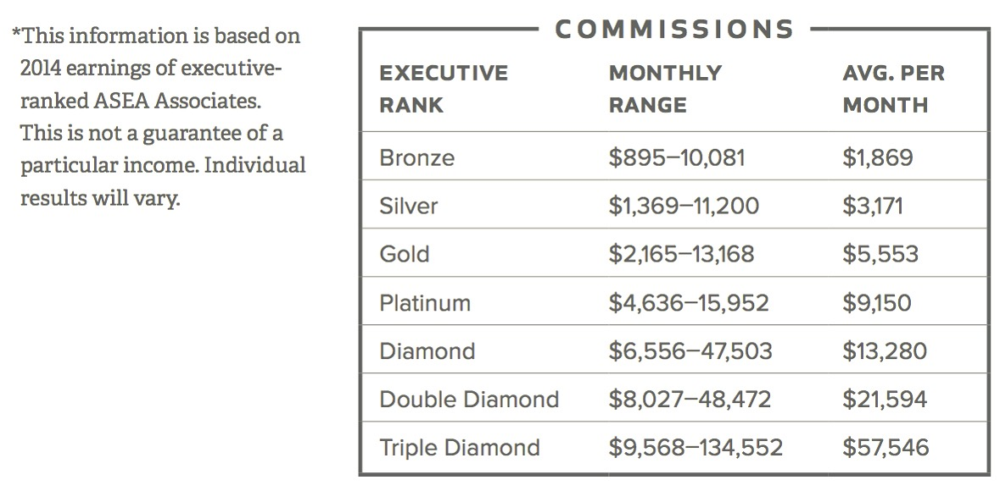 *This information is based on
2014 earnings of executive-
ranked ASEA Associates.
This is not a guarantee of a
particular income. Individual
results will vary.
COMMISSIONS
EXECUTIVE RANK MONTHLY RANGE AVG. PER MONTH
Bronze $895–10,081 $1,869
Silver $1,369–11,200 $3,171
Gold $2,165–13,168 $5,553
Platinum $4,636–15,952 $9,150
Diamond $6,556–47,503 $13,280
Double Diamond $8,027–48,472 $21,594
Triple Diamond $9,568–134,552 $57,546